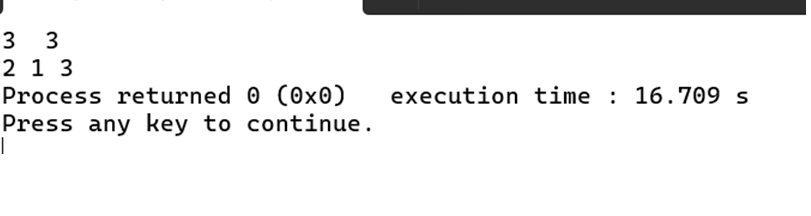 3  3
2 1 3
Process returned 0 (0x0)   execution time : 16.709 s
Press any key to continue.